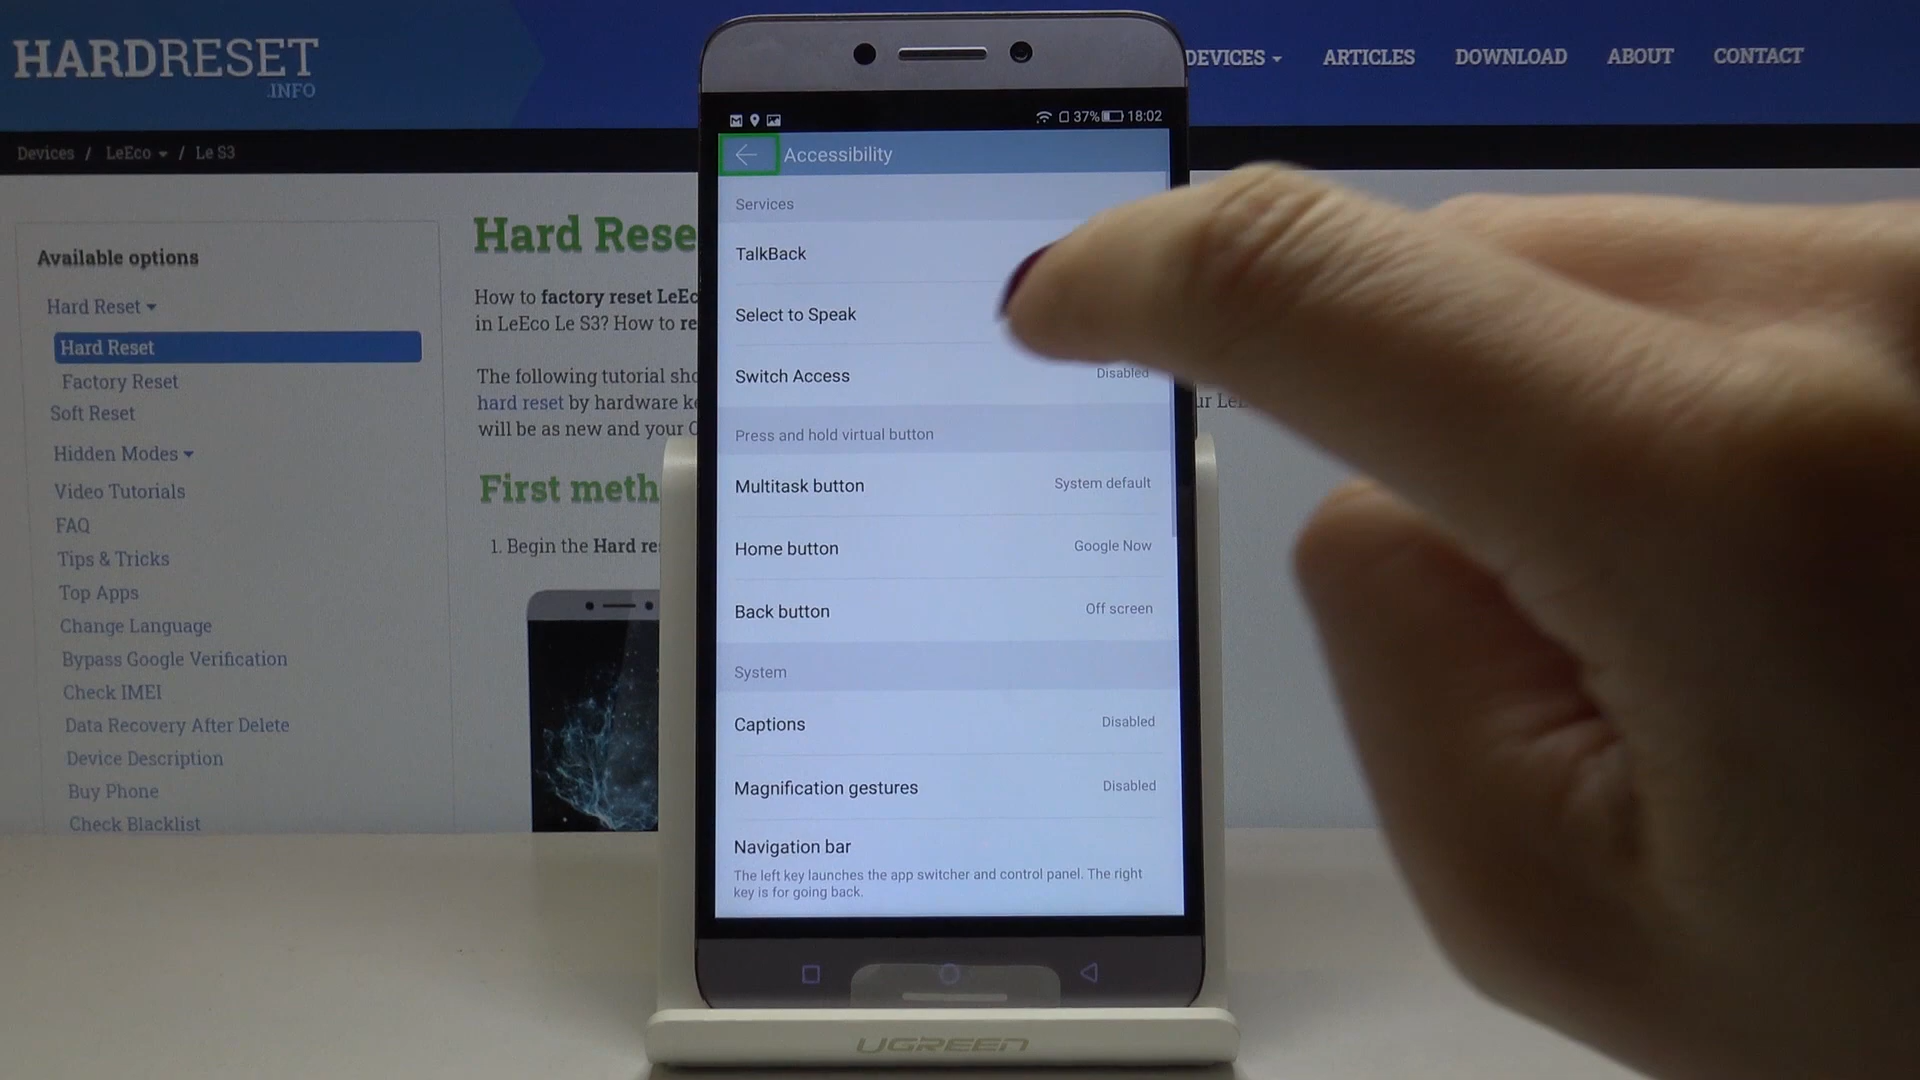 HARDRESET
.INFO
DEVICES
ARTICLES
DOWNLOAD
ABOUT
CONTACT
Devices / LeEco / Le S3
Available options
Hard Reset
Hard Reset
Factory Reset
Soft Reset
Hidden Modes
Video Tutorials
FAQ
Tips & Tricks
Top Apps
Change Language
Bypass Google Verification
Check IMEI
Data Recovery After Delete
Device Description
Buy Phone
Check Blacklist
Hard Rese
How to factory reset LeEc
in LeEco Le S3? How to re
The following tutorial sho
hard reset by hardware ke
will be as new and your
First meth
1. Begin the Hard re
37% 18:02
Accessibility
Services
TalkBack
Select to Speak
Switch Access Disabled
Press and hold virtual button
Multitask button System default
Home button Google Now
Back button Off screen
System
Captions Disabled
Magnification gestures Disabled
Navigation bar
The left key launches the app switcher and control panel. The right
key is for going back.
UGREEN